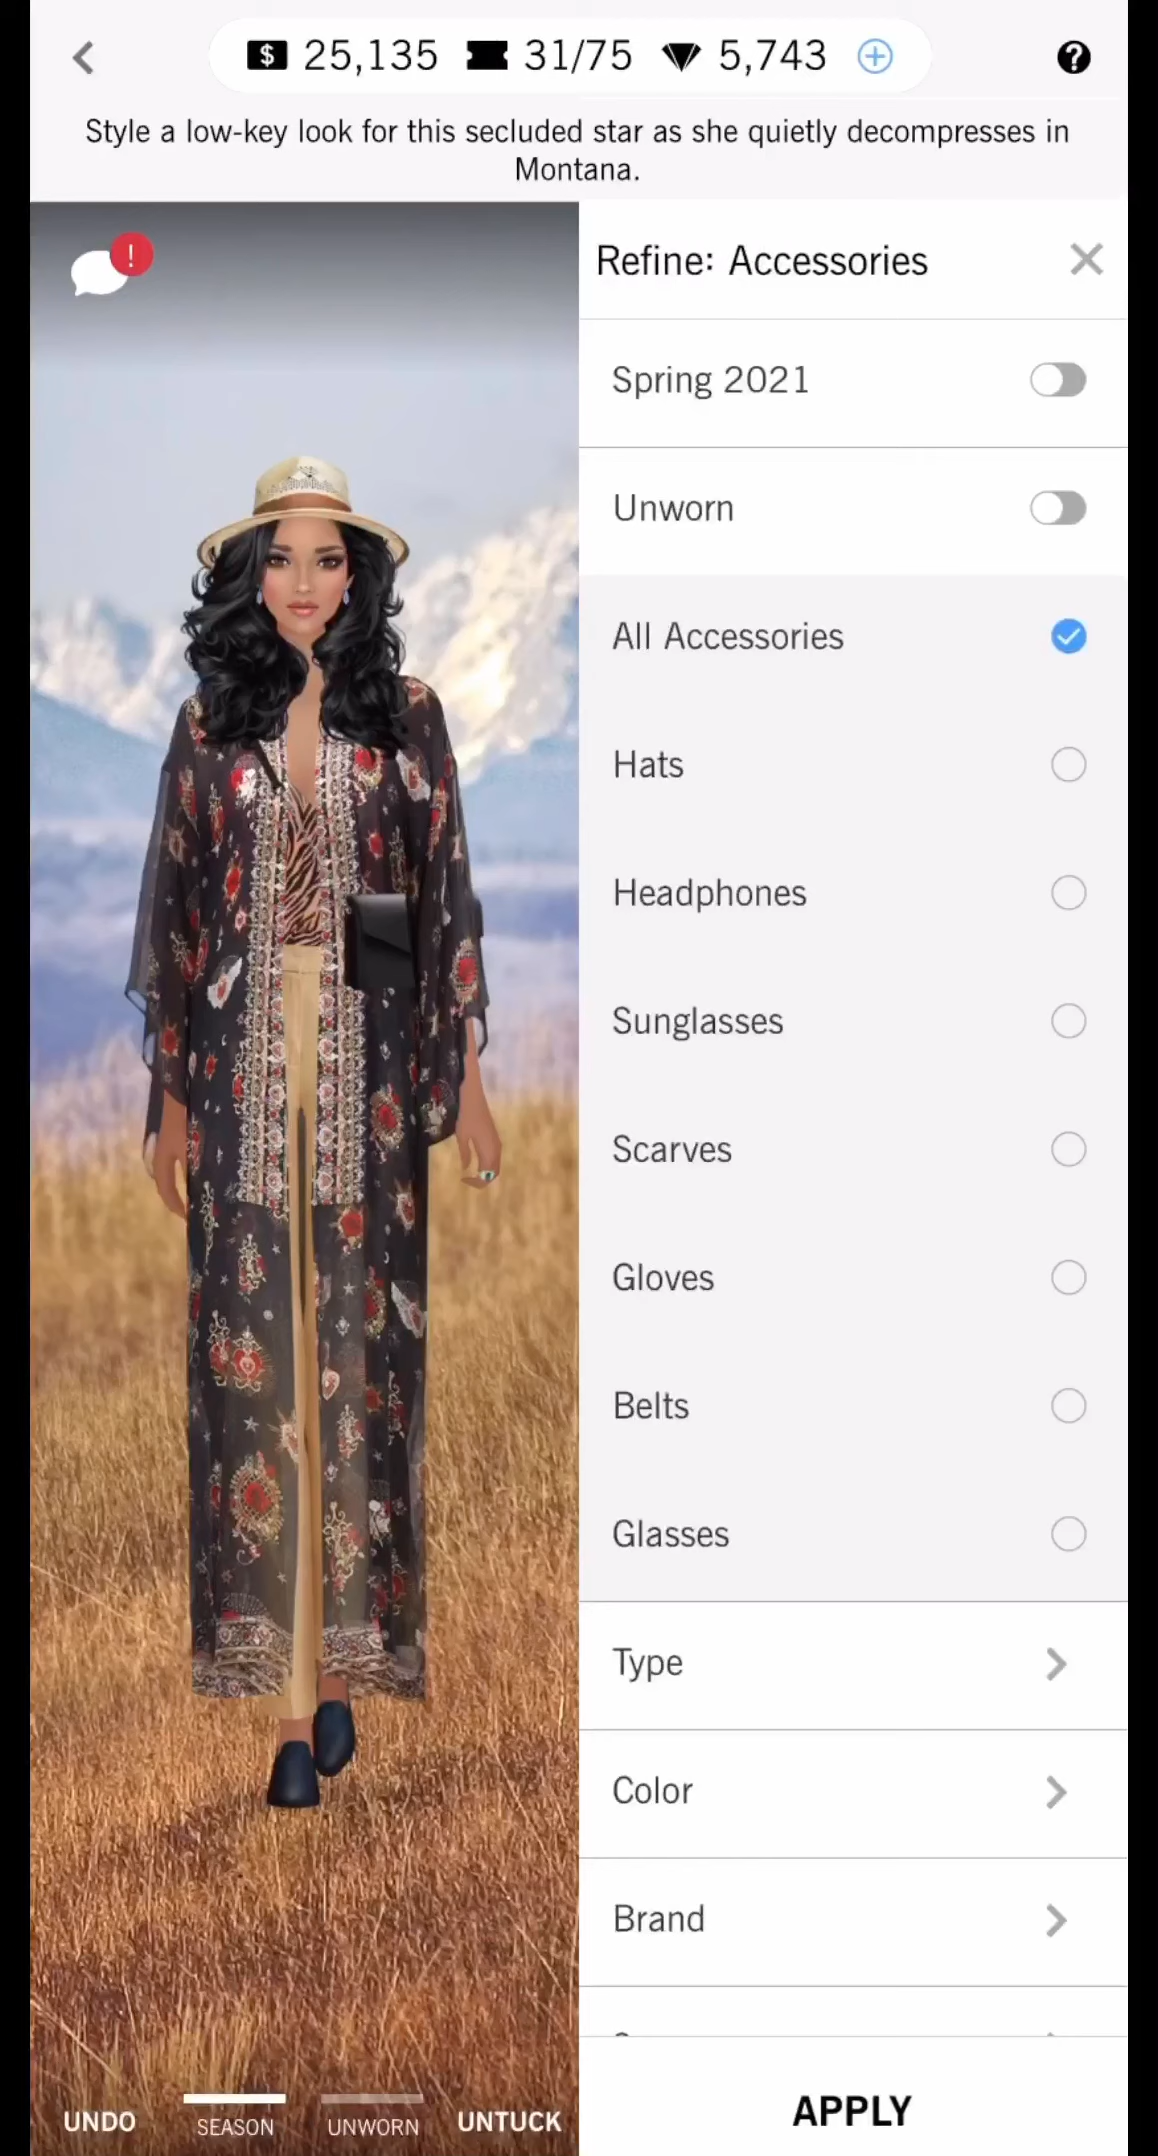 $ 25,135 31/75 5,743 +
?
Style a low-key look for this secluded star as she quietly decompresses in
Montana.
!
Refine: Accessories
Spring 2021
Unworn
All Accessories
Hats
Headphones
Sunglasses
Scarves
Gloves
Belts
Glasses
Type
Color
Brand
UNDO
SEASON
UNWORN
UNTUCK
APPLY